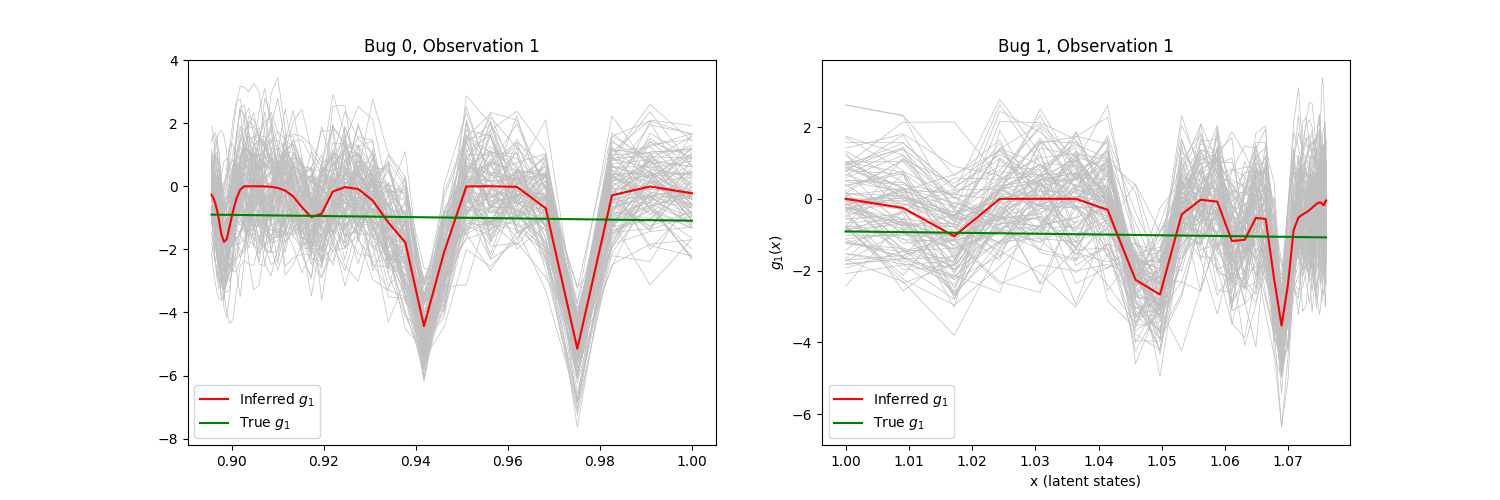 Bug 0, Observation 1
4
2
0
−2
−4
−6
−8
Inferred g₁
True g₁
0.90 0.92 0.94 0.96 0.98 1.00
Bug 1, Observation 1
g₁(x)
2
0
−2
−4
−6
Inferred g₁
True g₁
1.00 1.01 1.02 1.03 1.04 1.05 1.06 1.07
x (latent states)